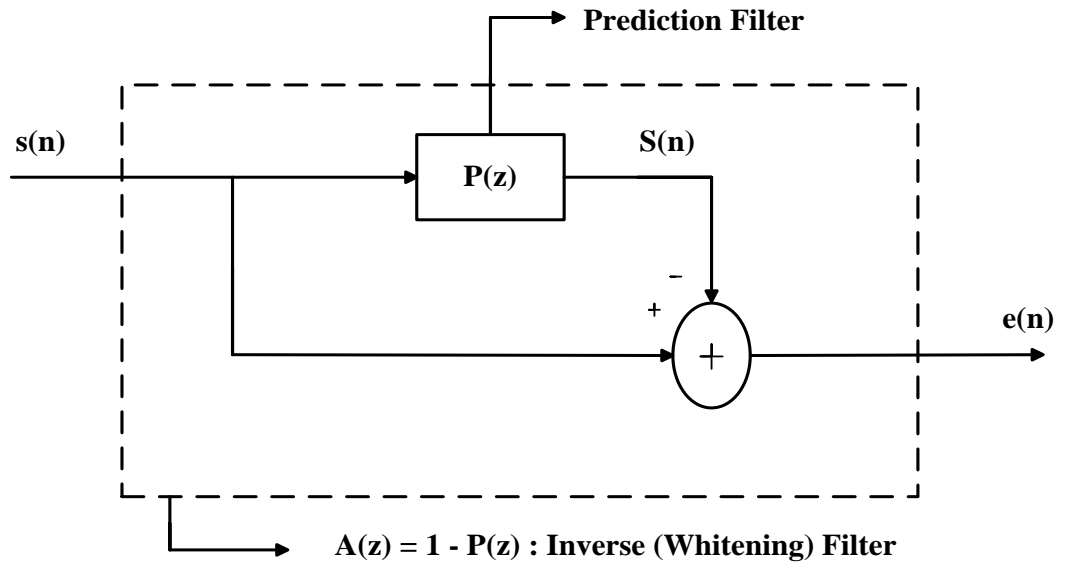 Prediction Filter
s(n)
P(z)
S(n)
−
+
+
e(n)
A(z) = 1 - P(z) : Inverse (Whitening) Filter